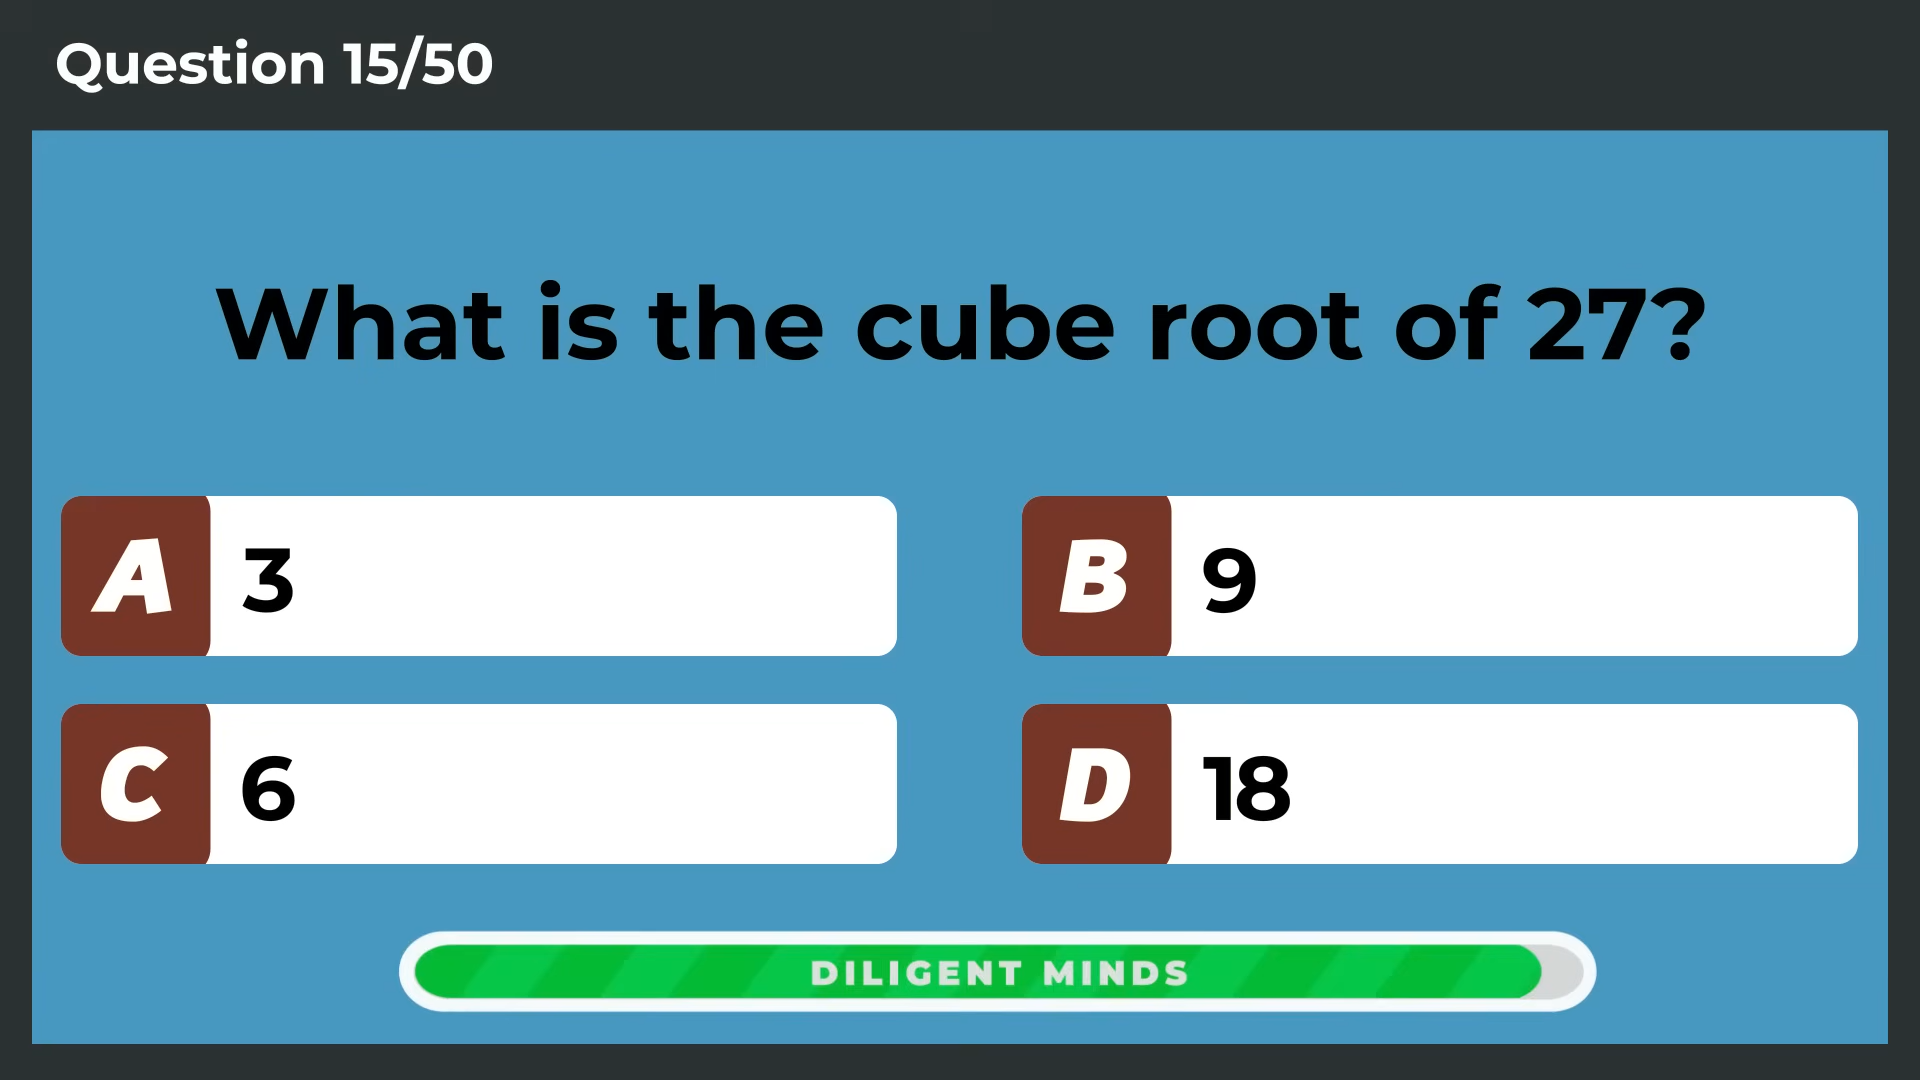 Question 15/50
What is the cube root of 27?
A 3
B 9
C 6
D 18
DILIGENT MINDS